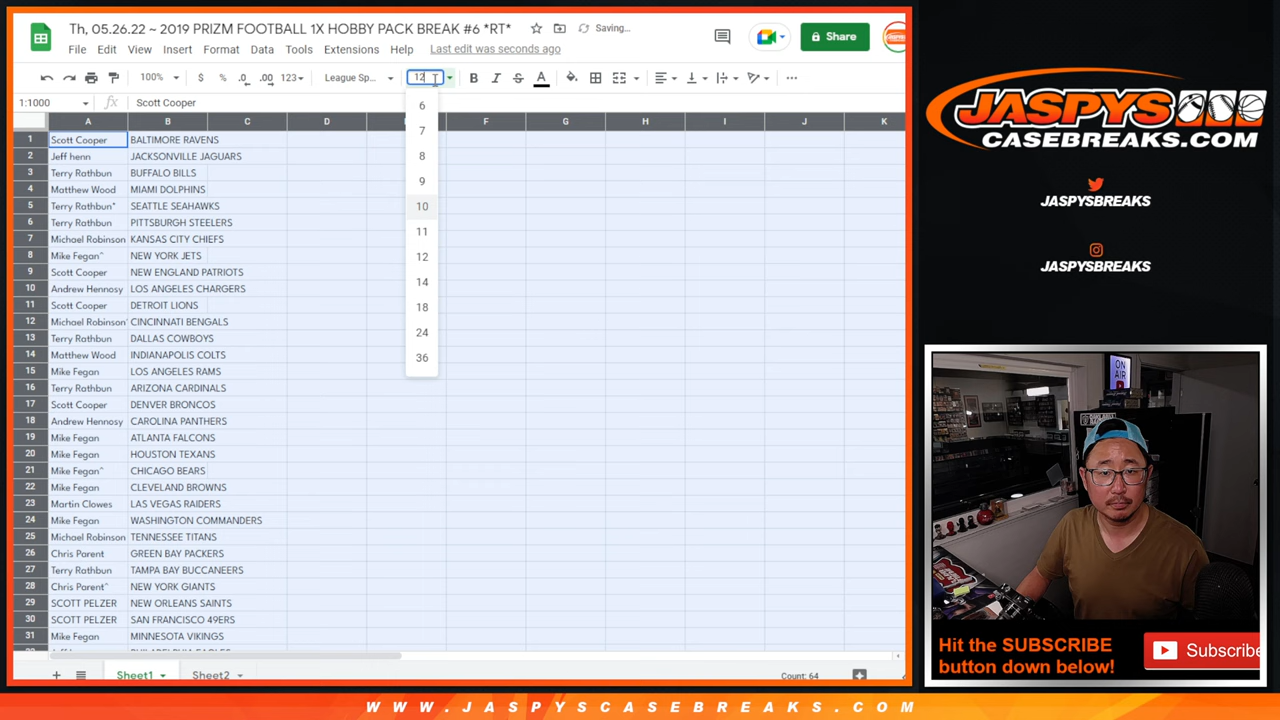 Th, 05.26.22 ~ 2019 PRIZM FOOTBALL 1X HOBBY PACK BREAK #6 *RT*
Saving...
File Edit View Insert Format Data Tools Extensions Help Last edit was seconds ago
Share
100% $ % .0 .00 123 League Sp... 12
1:1000 Scott Cooper
A B C D F G H I J K
1 Scott Cooper BALTIMORE RAVENS
2 Jeff henn JACKSONVILLE JAGUARS
3 Terry Rathbun BUFFALO BILLS
4 Matthew Wood MIAMI DOLPHINS
5 Terry Rathbun* SEATTLE SEAHAWKS
6 Terry Rathbun PITTSBURGH STEELERS
7 Michael Robinson KANSAS CITY CHIEFS
8 Mike Fegan^ NEW YORK JETS
9 Scott Cooper NEW ENGLAND PATRIOTS
10 Andrew Hennosy LOS ANGELES CHARGERS
11 Scott Cooper DETROIT LIONS
12 Michael Robinson CINCINNATI BENGALS
13 Terry Rathbun DALLAS COWBOYS
14 Matthew Wood INDIANAPOLIS COLTS
15 Mike Fegan LOS ANGELES RAMS
16 Terry Rathbun ARIZONA CARDINALS
17 Scott Cooper DENVER BRONCOS
18 Andrew Hennosy CAROLINA PANTHERS
19 Mike Fegan ATLANTA FALCONS
20 Mike Fegan HOUSTON TEXANS
21 Mike Fegan^ CHICAGO BEARS
22 Mike Fegan CLEVELAND BROWNS
23 Martin Clowes LAS VEGAS RAIDERS
24 Mike Fegan WASHINGTON COMMANDERS
25 Michael Robinson TENNESSEE TITANS
26 Chris Parent GREEN BAY PACKERS
27 Terry Rathbun TAMPA BAY BUCCANEERS
28 Chris Parent^ NEW YORK GIANTS
29 SCOTT PELZER NEW ORLEANS SAINTS
30 SCOTT PELZER SAN FRANCISCO 49ERS
31 Mike Fegan MINNESOTA VIKINGS
6
7
8
9
10
11
12
14
18
24
36
Sheet1 Sheet2 Count: 64
JASPYS
CASEBREAKS.COM
JASPYSBREAKS
JASPYSBREAKS
ON
AIR
Hit the SUBSCRIBE
button down below!
Subscribe
WWW.JASPYSCASEBREAKS.COM